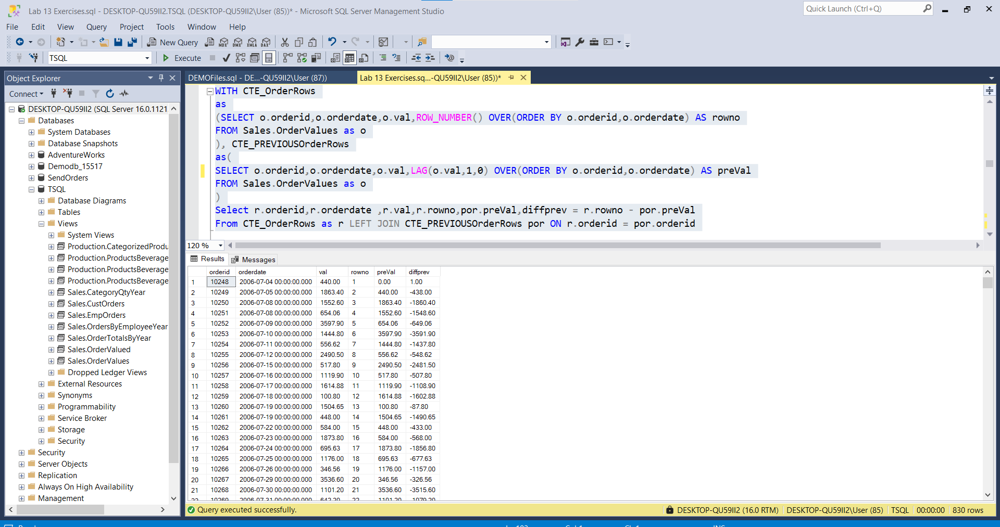 Lab 13 Exercises.sql - DESKTOP-QU59II2.TSQL (DESKTOP-QU59II2\User (85))* - Microsoft SQL Server Management Studio
Quick Launch (Ctrl+Q)
File Edit View Query Project Tools Window Help
New Query MDX DMX XMLA DAX
TSQL Execute
Object Explorer
Connect
DESKTOP-QU59II2 (SQL Server 16.0.1121
Databases
System Databases
Database Snapshots
AdventureWorks
Demodb_15517
SendOrders
TSQL
Database Diagrams
Tables
Views
System Views
Production.CategorizedProdu
Production.ProductsBeverage
Production.ProductsBeverage
Production.ProductsBeverage
Sales.CategoryQtyYear
Sales.CustOrders
Sales.EmpOrders
Sales.OrdersByEmployeeYear
Sales.OrderTotalsByYear
Sales.OrderValued
Sales.OrderValues
Dropped Ledger Views
External Resources
Synonyms
Programmability
Service Broker
Storage
Security
Security
Server Objects
Replication
Always On High Availability
Management
DEMOFiles.sql - DE...-QU59II2\User (87)) Lab 13 Exercises.sq...-QU59II2\User (85))*
WITH CTE_OrderRows
as
(SELECT o.orderid,o.orderdate,o.val,ROW_NUMBER() OVER(ORDER BY o.orderid,o.orderdate) AS rowno
FROM Sales.OrderValues as o
), CTE_PREVIOUSOrderRows
as(
SELECT o.orderid,o.orderdate,o.val,LAG(o.val,1,0) OVER(ORDER BY o.orderid,o.orderdate) AS preVal
FROM Sales.OrderValues as o
)
Select r.orderid,r.orderdate ,r.val,r.rowno,por.preVal,diffprev = r.rowno - por.preVal
From CTE_OrderRows as r LEFT JOIN CTE_PREVIOUSOrderRows por ON r.orderid = por.orderid
120 %
Results Messages
orderid orderdate val rowno preVal diffprev
1 10248 2006-07-04 00:00:00.000 440.00 1 0.00 1.00
2 10249 2006-07-05 00:00:00.000 1863.40 2 440.00 -438.00
3 10250 2006-07-08 00:00:00.000 1552.60 3 1863.40 -1860.40
4 10251 2006-07-08 00:00:00.000 654.06 4 1552.60 -1548.60
5 10252 2006-07-09 00:00:00.000 3597.90 5 654.06 -649.06
6 10253 2006-07-10 00:00:00.000 1444.80 6 3597.90 -3591.90
7 10254 2006-07-11 00:00:00.000 556.62 7 1444.80 -1437.80
8 10255 2006-07-12 00:00:00.000 2490.50 8 556.62 -548.62
9 10256 2006-07-15 00:00:00.000 517.80 9 2490.50 -2481.50
10 10257 2006-07-16 00:00:00.000 1119.90 10 517.80 -507.80
11 10258 2006-07-17 00:00:00.000 1614.88 11 1119.90 -1108.90
12 10259 2006-07-18 00:00:00.000 100.80 12 1614.88 -1602.88
13 10260 2006-07-19 00:00:00.000 1504.65 13 100.80 -87.80
14 10261 2006-07-19 00:00:00.000 448.00 14 1504.65 -1490.65
15 10262 2006-07-22 00:00:00.000 584.00 15 448.00 -433.00
16 10263 2006-07-23 00:00:00.000 1873.80 16 584.00 -568.00
17 10264 2006-07-24 00:00:00.000 695.63 17 1873.80 -1856.80
18 10265 2006-07-25 00:00:00.000 1176.00 18 695.63 -677.63
19 10266 2006-07-26 00:00:00.000 346.56 19 1176.00 -1157.00
20 10267 2006-07-29 00:00:00.000 3536.60 20 346.56 -326.56
21 10268 2006-07-30 00:00:00.000 1101.20 21 3536.60 -3515.60
22 10269 2006-07-31 00:00:00.000 642.20 22 1101.20 -1079.20
Query executed successfully. DESKTOP-QU59II2 (16.0 RTM) DESKTOP-QU59II2\User (85) TSQL 00:00:00 830 rows